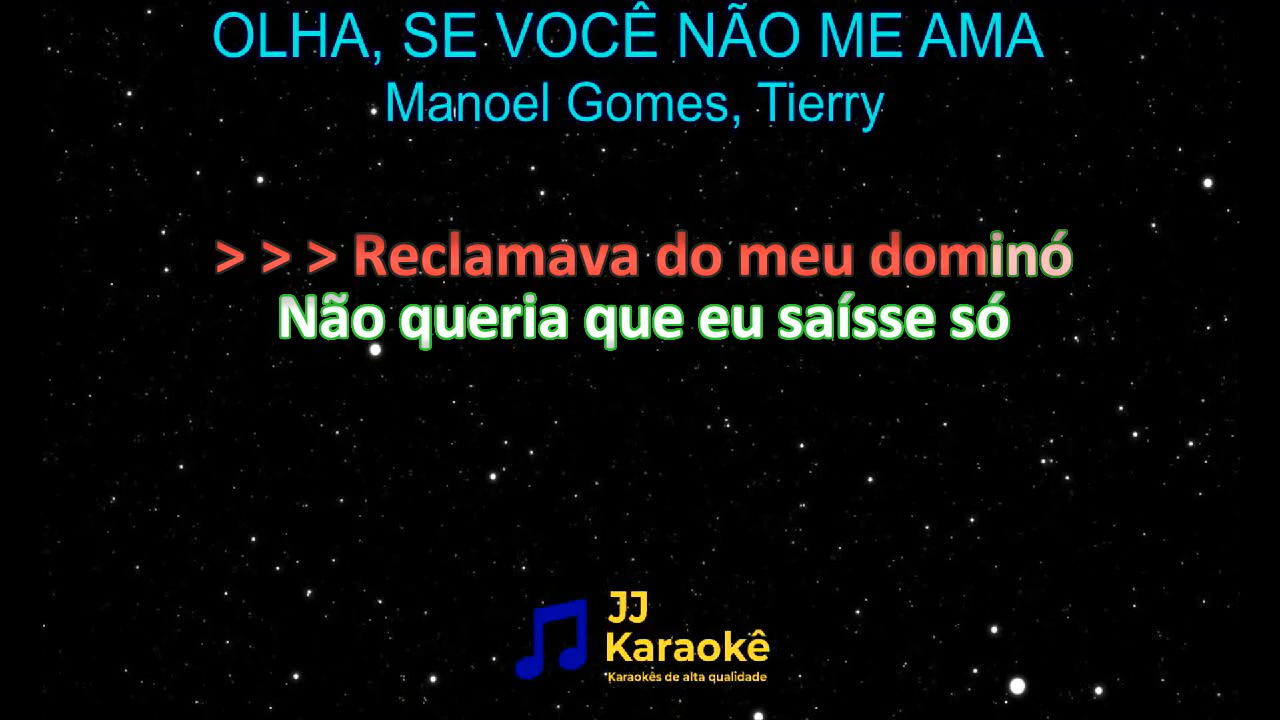 OLHA, SE VOCÊ NÃO ME AMA
Manoel Gomes, Tierry
> > > Reclamava do meu dominó
Não queria que eu saísse só
JJ
Karaokê
Karaokês de alta qualidade